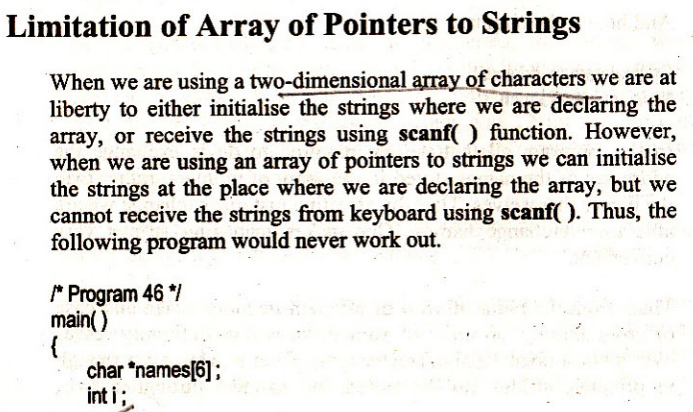 Limitation of Array of Pointers to Strings
When we are using a two-dimensional array of characters we are at
liberty to either initialise the strings where we are declaring the
array, or receive the strings using scanf( ) function. However,
when we are using an array of pointers to strings we can initialise
the strings at the place where we are declaring the array, but we
cannot receive the strings from keyboard using scanf( ). Thus, the
following program would never work out.
/* Program 46 */
main( )
{
char *names[6] ;
int i ;